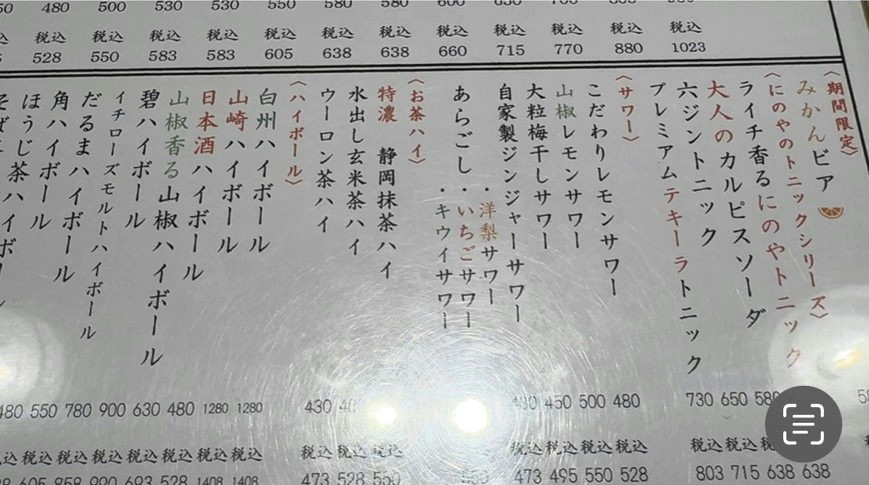 480 500 530 530 550 580 580 600
税込 税込 税込 税込 税込 税込 税込 税込 税込 税込 税込 税込
528 550 583 583 605 638 638 660 715 770 880 1023
〈期間限定〉
みかんビア
〈にのやのトニックシリーズ〉
ライチ香るにのやトニック
大人のカルピスソーダ
六ジントニック
プレミアムテキーラトニック
〈サワー〉
こだわりレモンサワー
山椒レモンサワー
大粒梅干しサワー
自家製ジンジャーサワー
あらごし・洋梨サワー
・いちごサワー
・キウイサワー
〈お茶ハイ〉
特濃 静岡抹茶ハイ
水出し玄米茶ハイ
ウーロン茶ハイ
〈ハイボール〉
白州ハイボール
山崎ハイボール
日本酒ハイボール
山椒香る山椒ハイボール
碧ハイボール
イチローズモルトハイボール
だるまハイボール
角ハイボール
ほうじ茶ハイボール
480 550 780 900 630 480 1280 1280 430 450 500 480 730 650 580
税込 税込 税込 税込 税込 税込 税込 税込 税込 税込 税込 税込 税込 税込 税込 税込 税込 税込
605 858 990 693 528 1408 1408 473 528 550 550 473 495 550 528 803 715 638 638